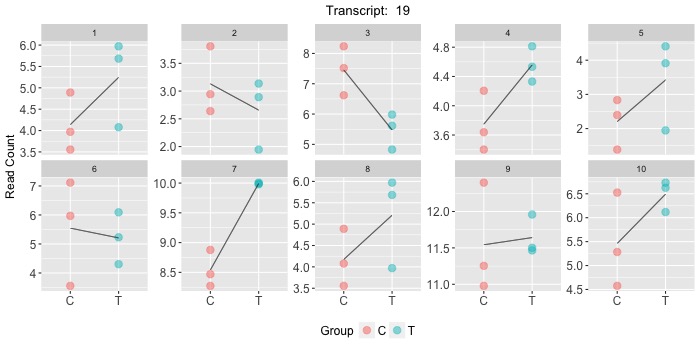 Transcript: 19
1 2 3 4 5
6.0 5.5 5.0 4.5 4.0 3.5
3.5 3.0 2.5 2.0
8 7 6 5
4.8 4.4 4.0 3.6
4 3 2
Read Count
6 7 8 9 10
7 6 5 4
10.0 9.5 9.0 8.5
6.0 5.5 5.0 4.5 4.0 3.5
12.0 11.5 11.0
6.5 6.0 5.5 5.0 4.5
C T C T C T C T C T
Group C T